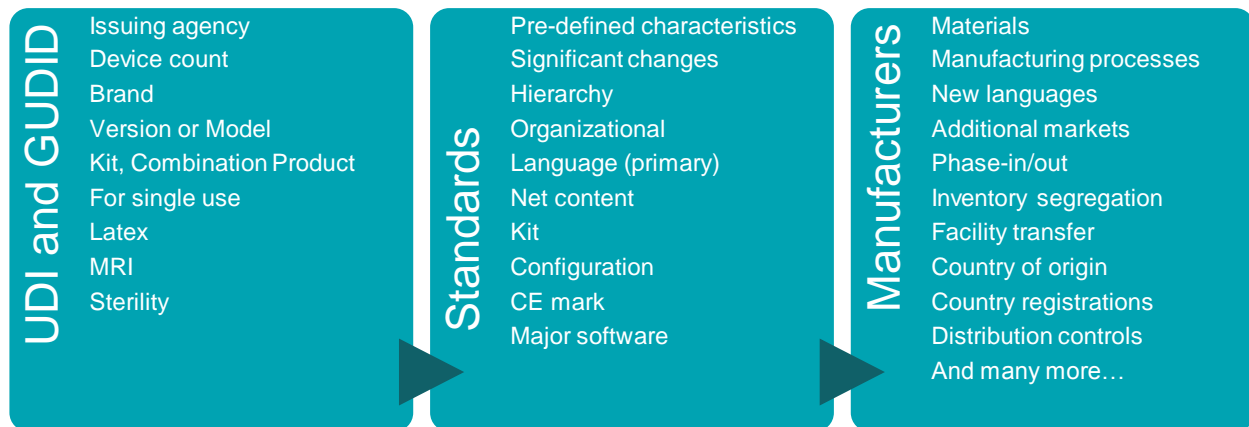 UDI and GUDID
Issuing agency
Device count
Brand
Version or Model
Kit, Combination Product
For single use
Latex
MRI
Sterility
Standards
Pre-defined characteristics
Significant changes
Hierarchy
Organizational
Language (primary)
Net content
Kit
Configuration
CE mark
Major software
Manufacturers
Materials
Manufacturing processes
New languages
Additional markets
Phase-in/out
Inventory segregation
Facility transfer
Country of origin
Country registrations
Distribution controls
And many more…